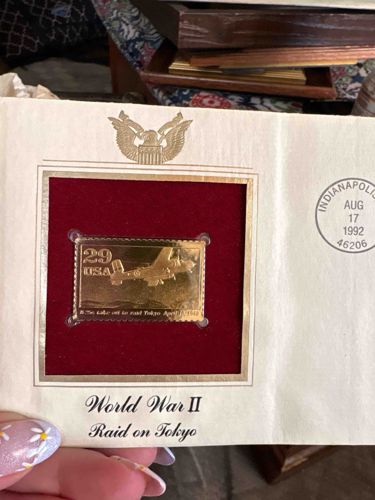 29
USA
B-25s take off to raid Tokyo April 18, 1942
World War II
Raid on Tokyo
INDIANAPOLIS
AUG
17
1992
46206